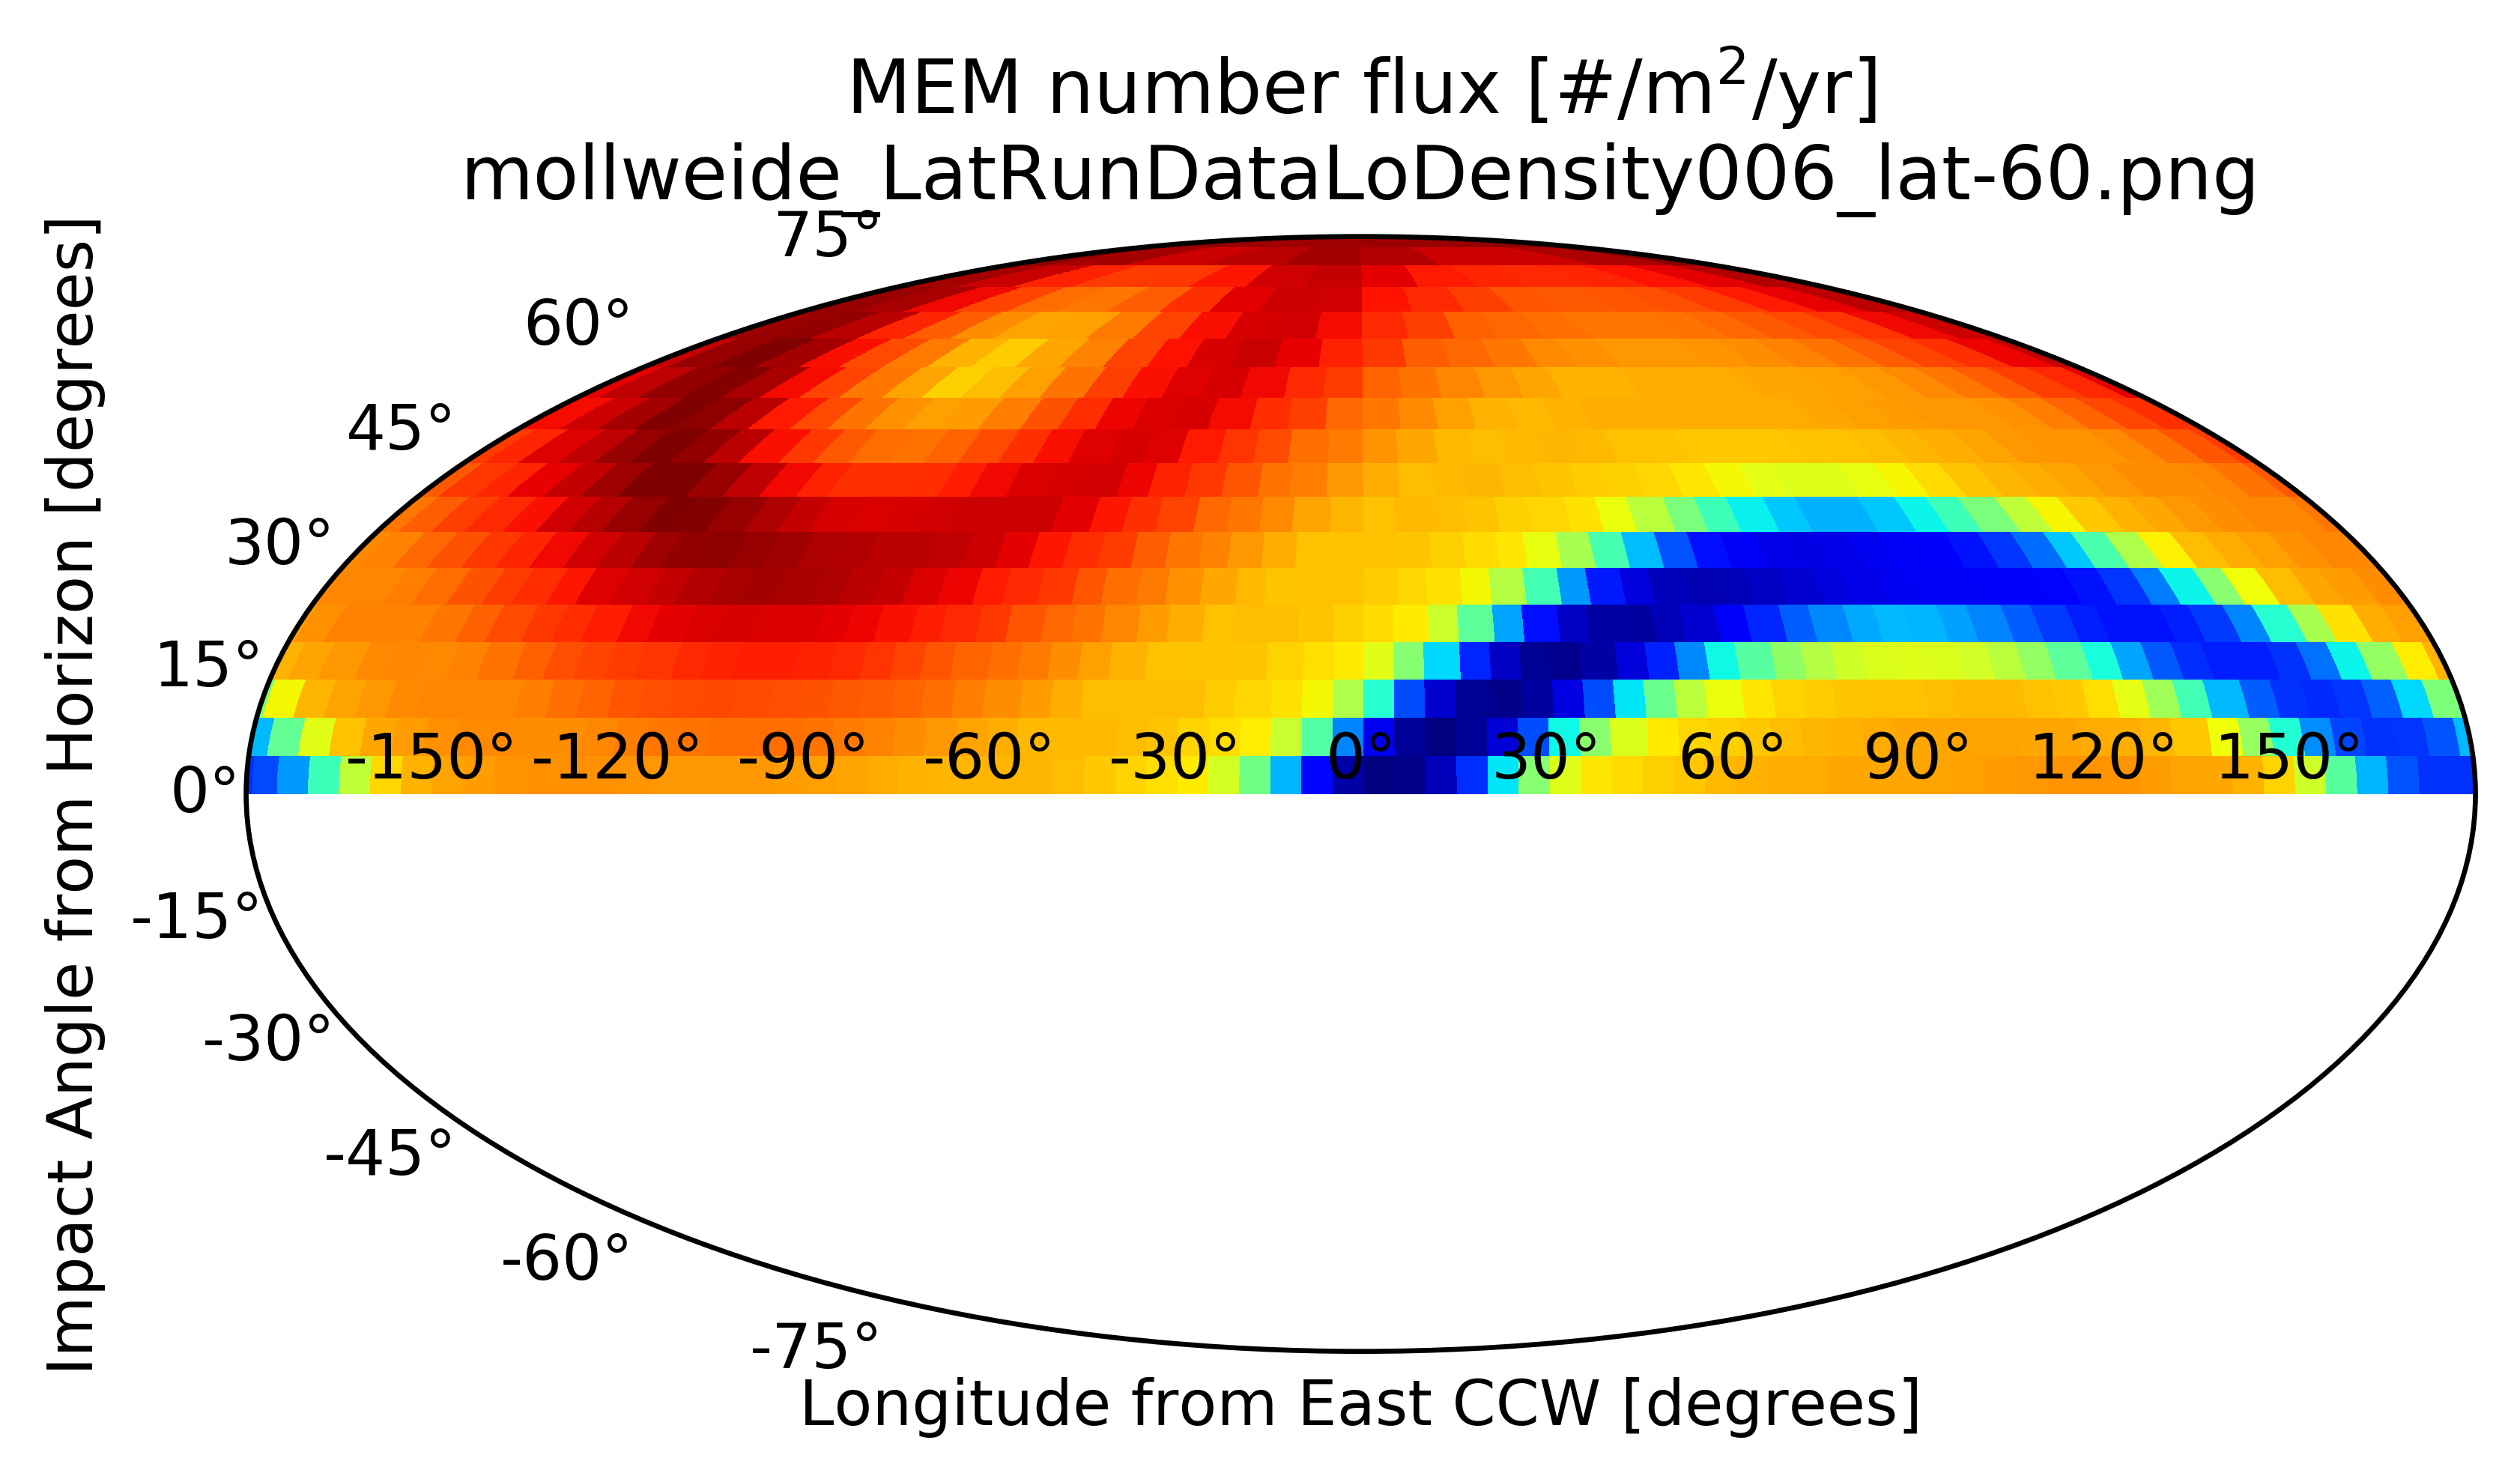 MEM number flux [#/m²/yr]
mollweide_LatRunDataLoDensity006_lat-60.png
75°
60°
45°
30°
15°
0°
-15°
-30°
-45°
-60°
-75°
-150° -120° -90° -60° -30° 0° 30° 60° 90° 120° 150°
Impact Angle from Horizon [degrees]
Longitude from East CCW [degrees]